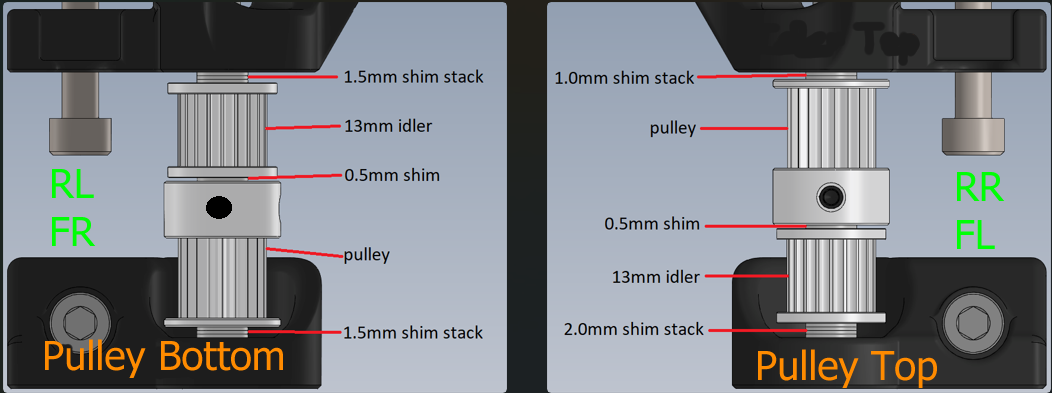 1.5mm shim stack
13mm idler
0.5mm shim
RL
FR
pulley
1.5mm shim stack
Pulley Bottom
Top
1.0mm shim stack
pulley
RR
FL
0.5mm shim
13mm idler
2.0mm shim stack
Pulley Top